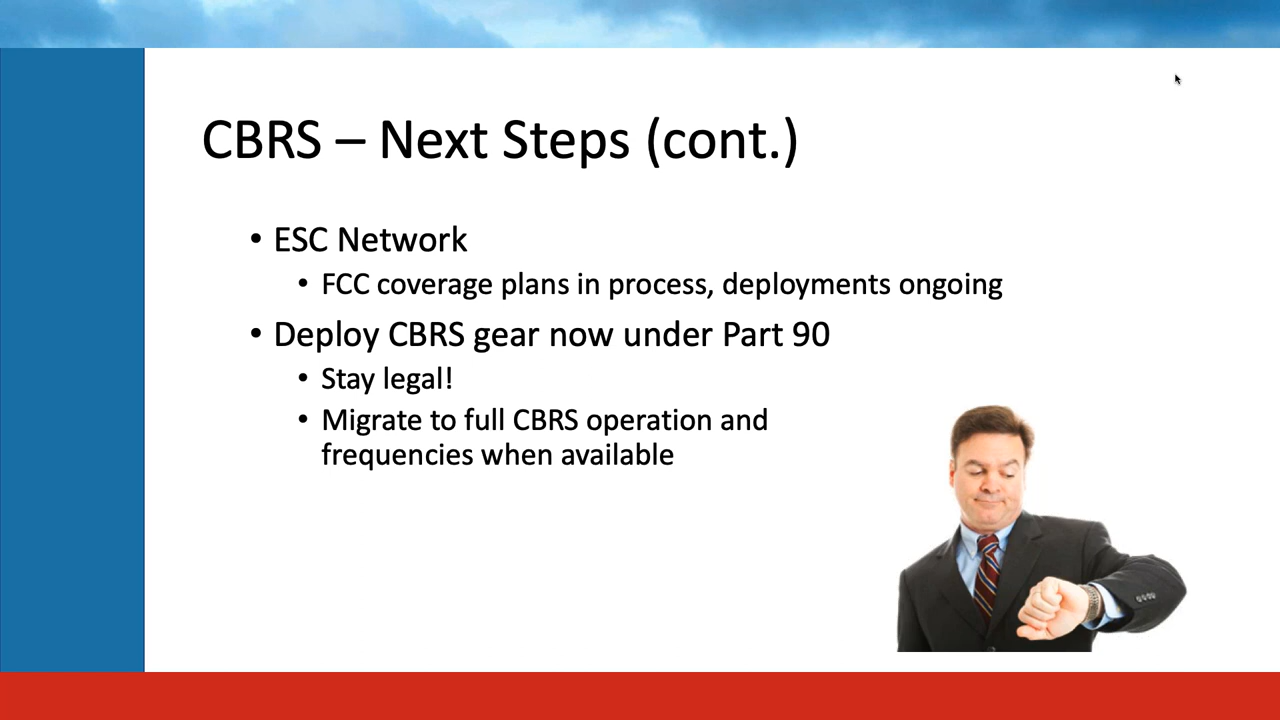 CBRS – Next Steps (cont.)
• ESC Network
• FCC coverage plans in process, deployments ongoing
• Deploy CBRS gear now under Part 90
• Stay legal!
• Migrate to full CBRS operation and
frequencies when available